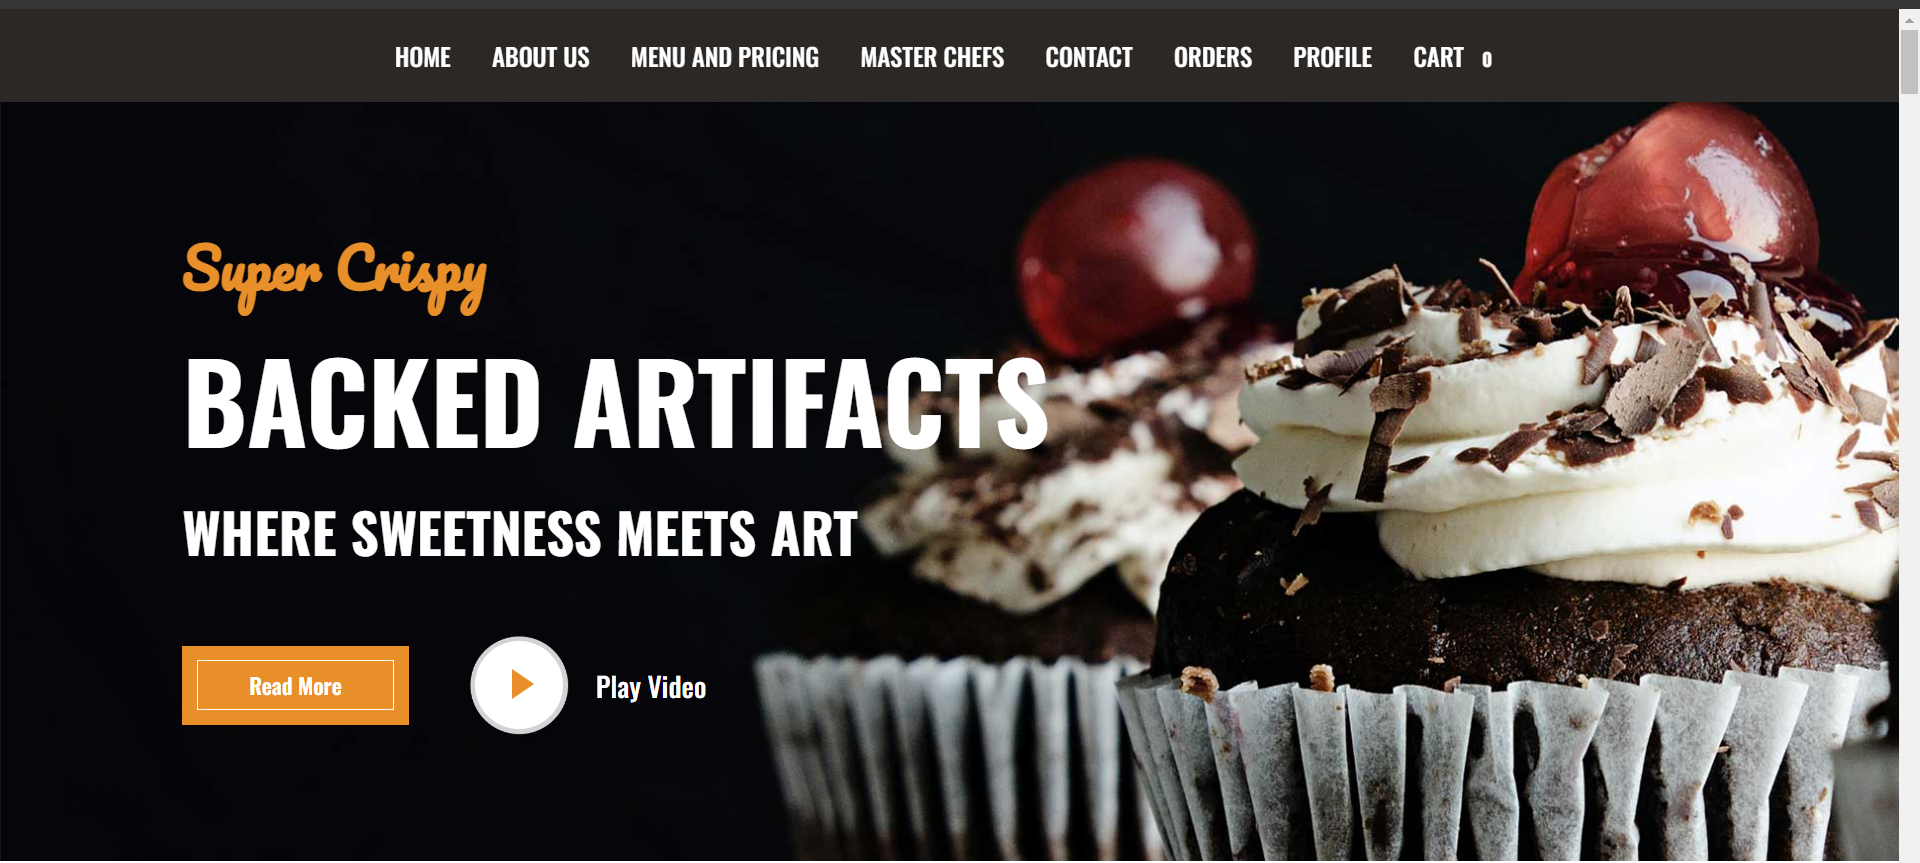 HOME ABOUT US MENU AND PRICING MASTER CHEFS CONTACT ORDERS PROFILE CART 0
Super Crispy
BACKED ARTIFACTS
WHERE SWEETNESS MEETS ART
Read More Play Video